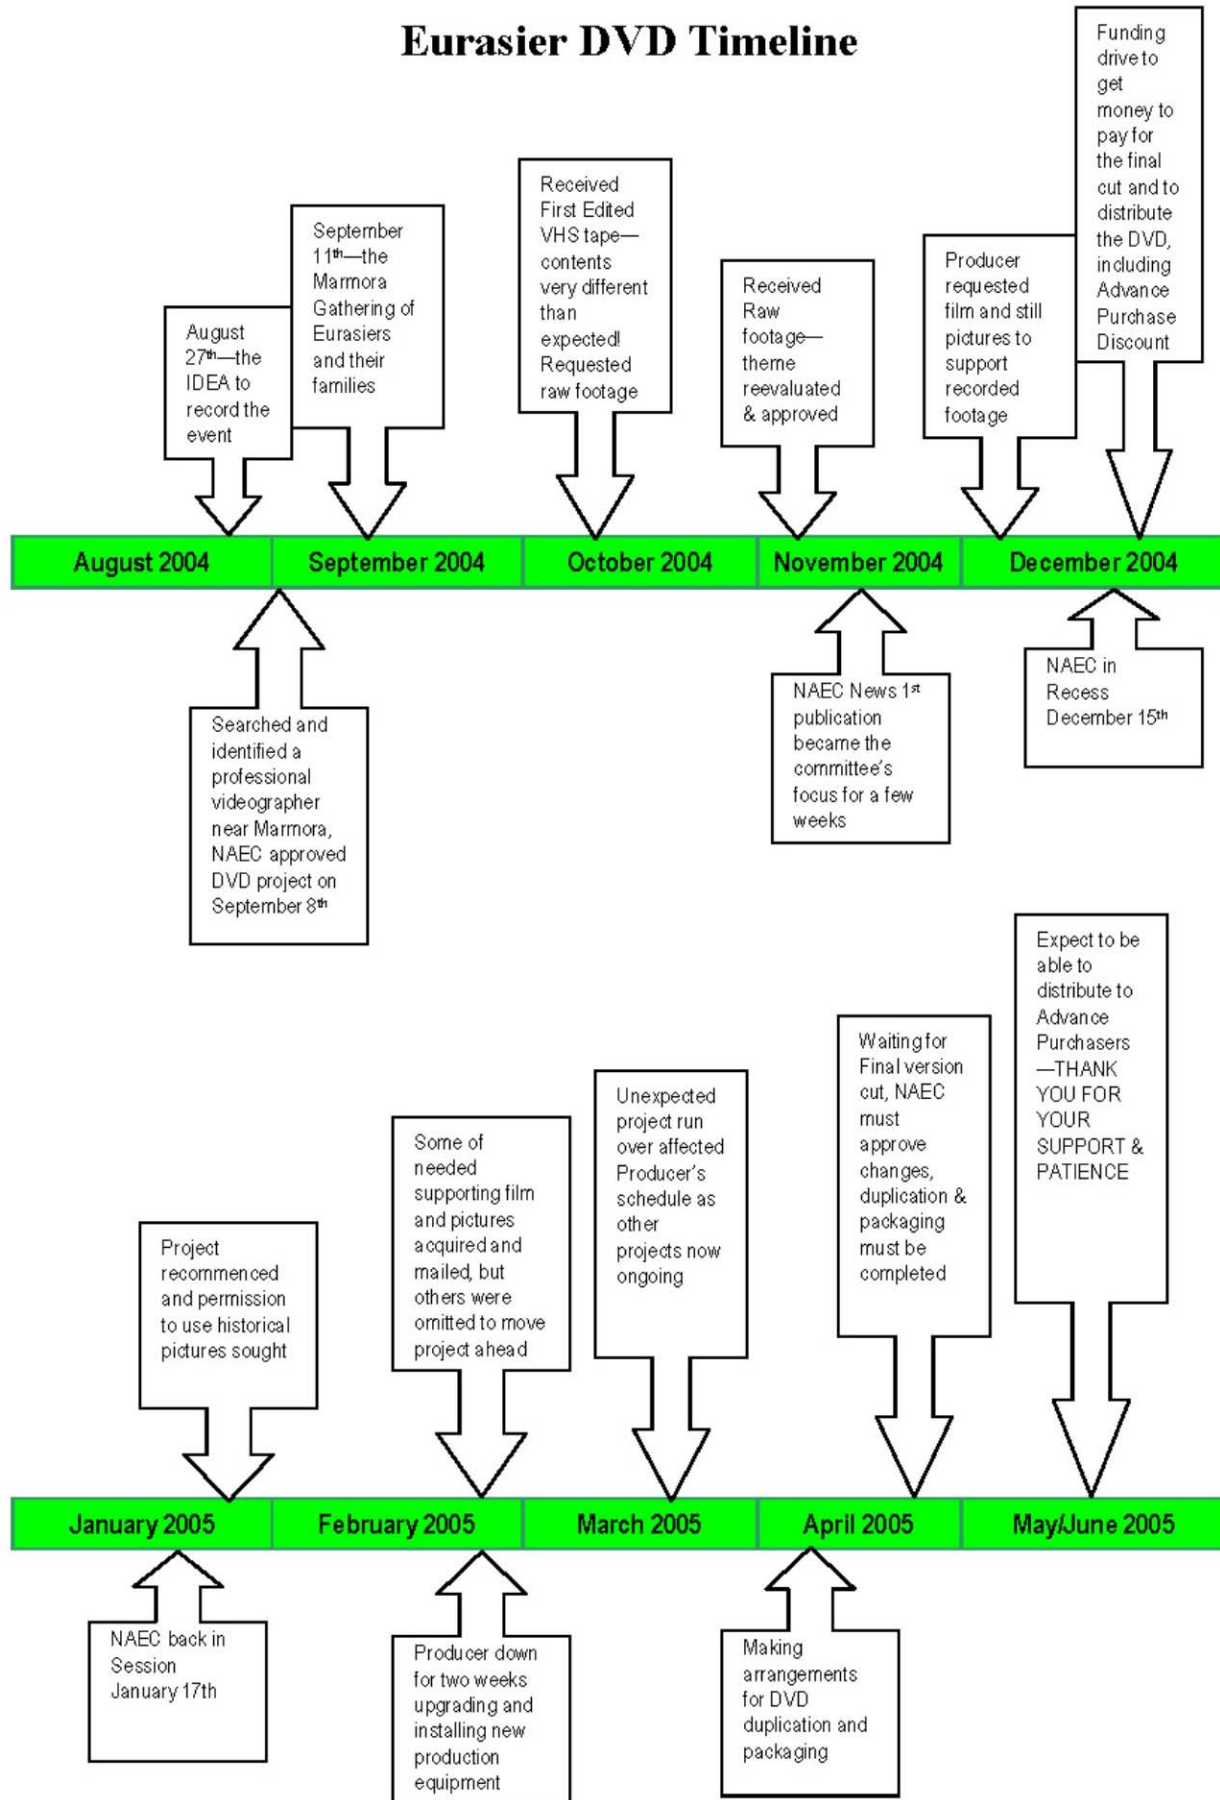 Eurasier DVD Timeline
August
27th—the
IDEA to
record the
event
September
11th—the
Marmora
Gathering of
Eurasiers
and their
families
Received
First Edited
VHS tape—
contents
very different
than
expected!
Requested
raw footage
Received
Raw
footage—
theme
reevaluated
& approved
Producer
requested
film and still
pictures to
support
recorded
footage
Funding
drive to
get
money to
pay for
the final
cut and to
distribute
the DVD,
including
Advance
Purchase
Discount
August 2004
September 2004
October 2004
November 2004
December 2004
Searched and
identified a
professional
videographer
near Marmora,
NAEC approved
DVD project on
September 8th
NAEC News 1st
publication
became the
committee's
focus for a few
weeks
NAEC in
Recess
December 15th
Project
recommenced
and permission
to use historical
pictures sought
Some of
needed
supporting film
and pictures
acquired and
mailed, but
others were
omitted to move
project ahead
Unexpected
project run
over affected
Producer's
schedule as
other
projects now
ongoing
Waiting for
Final version
cut, NAEC
must
approve
changes,
duplication &
packaging
must be
completed
Expect to be
able to
distribute to
Advance
Purchasers
—THANK
YOU FOR
YOUR
SUPPORT &
PATIENCE
January 2005
February 2005
March 2005
April 2005
May/June 2005
NAEC back in
Session
January 17th
Producer down
for two weeks
upgrading and
installing new
production
equipment
Making
arrangements
for DVD
duplication and
packaging